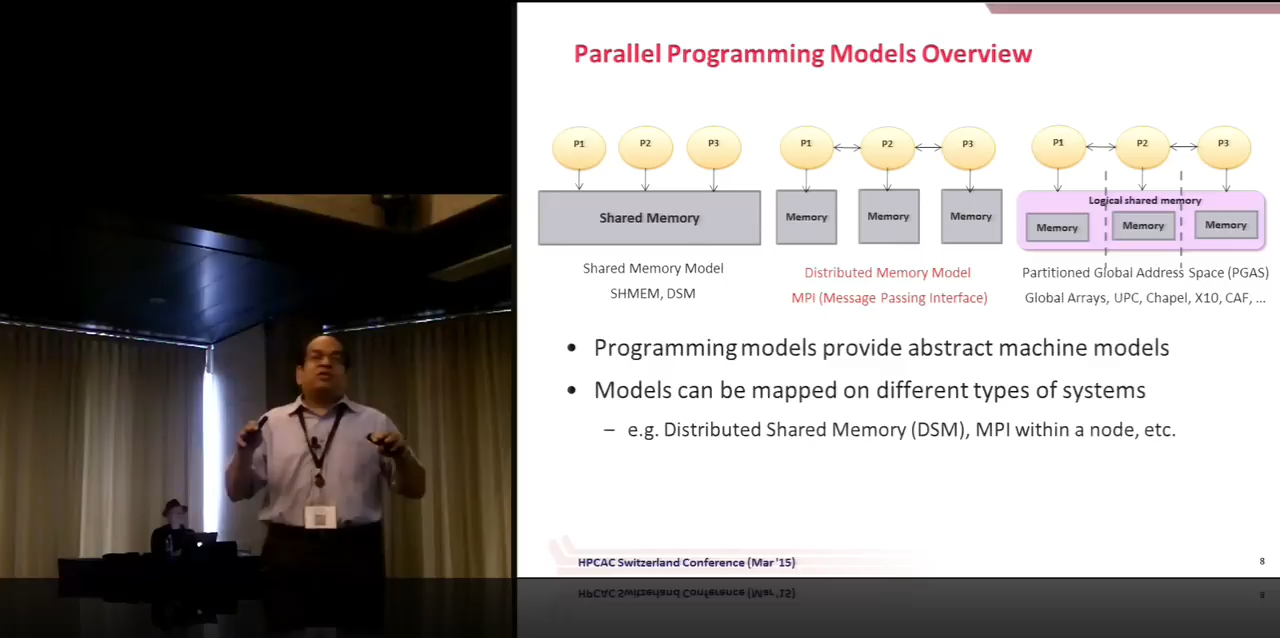 Parallel Programming Models Overview
P1 P2 P3
Shared Memory
Shared Memory Model
SHMEM, DSM
P1 P2 P3
Memory Memory Memory
Distributed Memory Model
MPI (Message Passing Interface)
P1 P2 P3
Logical shared memory
Memory Memory Memory
Partitioned Global Address Space (PGAS)
Global Arrays, UPC, Chapel, X10, CAF, ...
• Programming models provide abstract machine models
• Models can be mapped on different types of systems
– e.g. Distributed Shared Memory (DSM), MPI within a node, etc.
HPCAC Switzerland Conference (Mar '15)
8